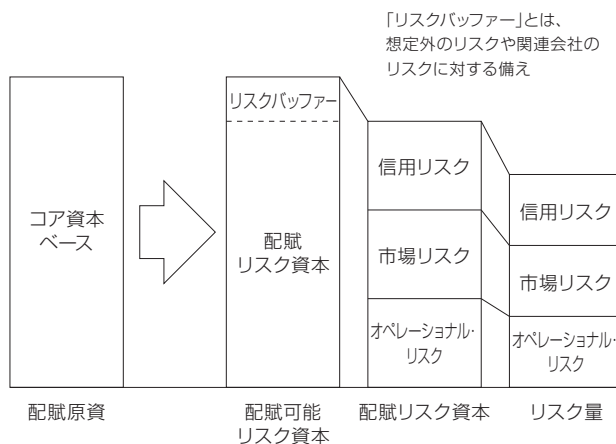 「リスクバッファー」とは、
想定外のリスクや関連会社の
リスクに対する備え
コア資本
ベース
リスクバッファー
配賦
リスク資本
信用リスク
市場リスク
オペレーショナル・
リスク
信用リスク
市場リスク
オペレーショナル・
リスク
配賦原資
配賦可能
リスク資本
配賦リスク資本
リスク量